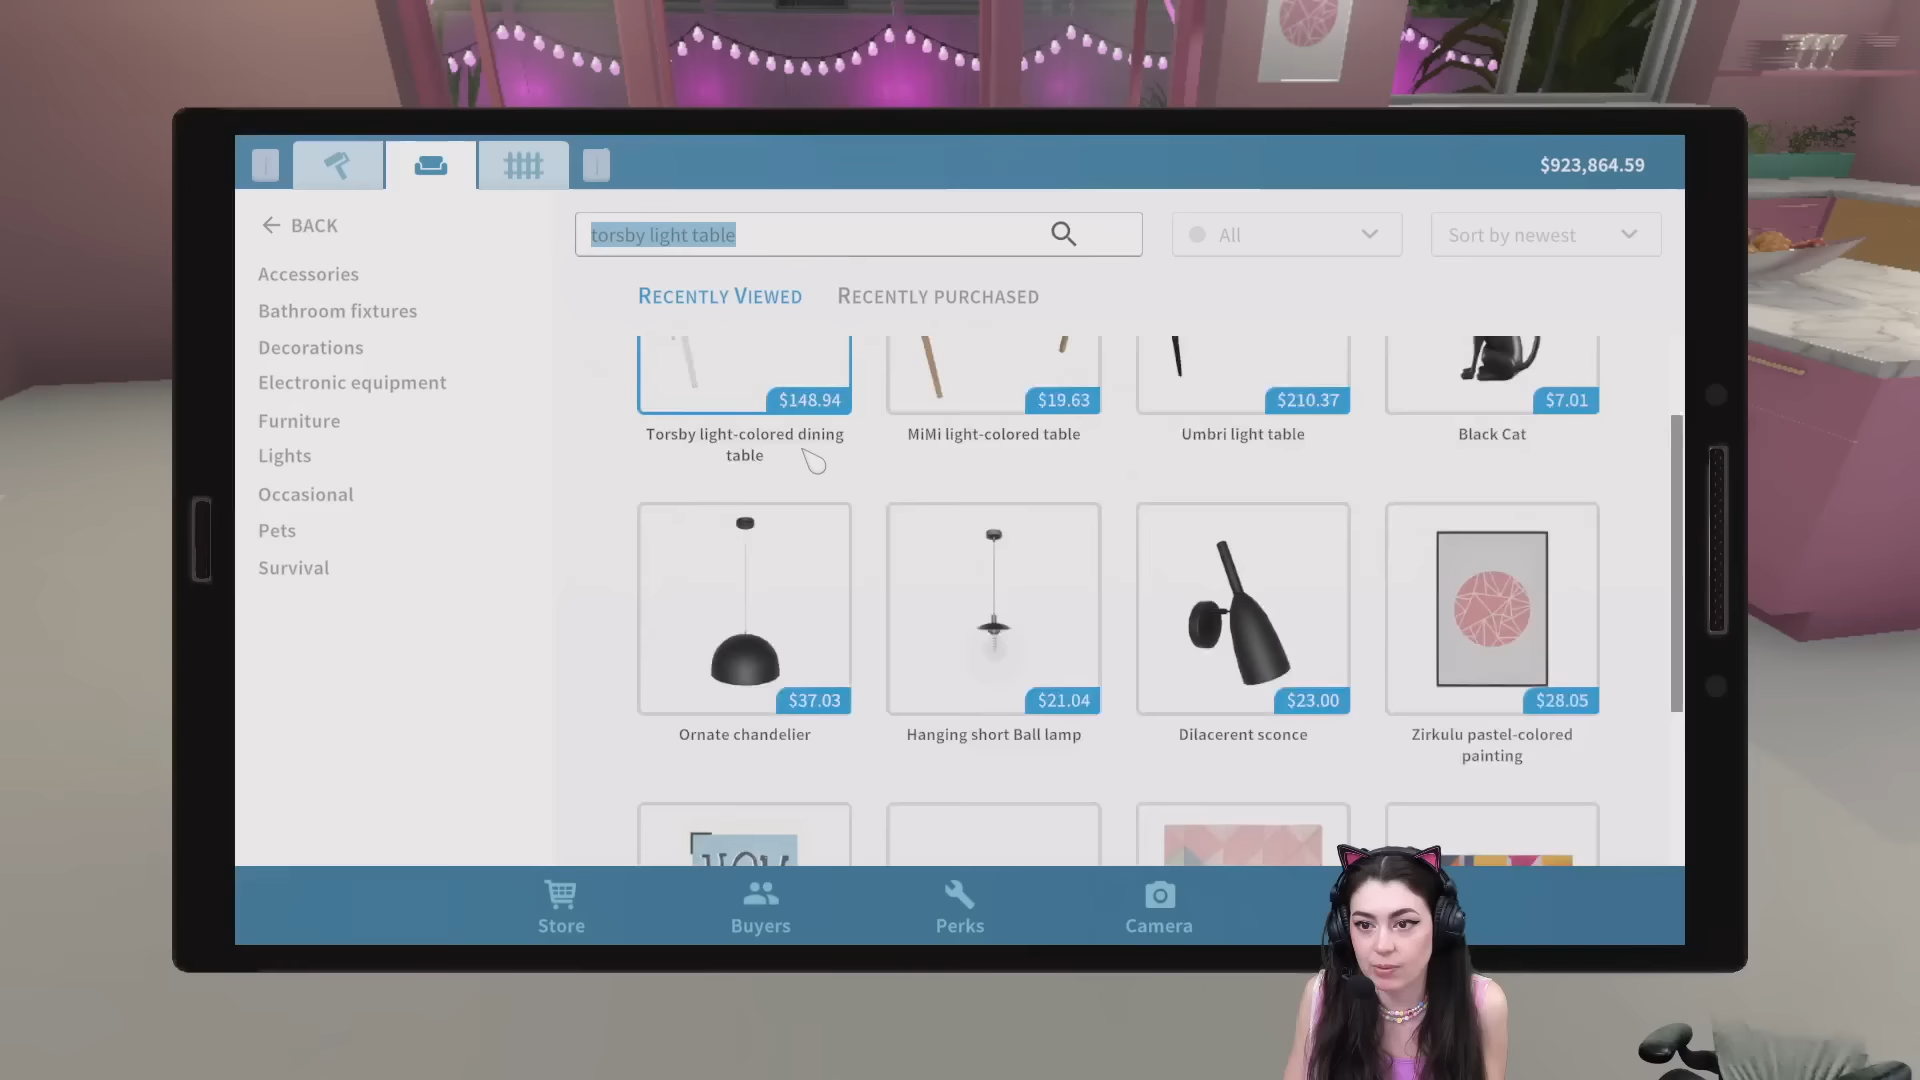 $923,864.59
BACK
torsby light table
All
Sort by newest
Accessories
Bathroom fixtures
Decorations
Electronic equipment
Furniture
Lights
Occasional
Pets
Survival
RECENTLY VIEWED
RECENTLY PURCHASED
$148.94
$19.63
$210.37
$7.01
Torsby light-colored dining
table
MiMi light-colored table
Umbri light table
Black Cat
$37.03
$21.04
$23.00
$28.05
Ornate chandelier
Hanging short Ball lamp
Dilacerent sconce
Zirkulu pastel-colored
painting
Store
Buyers
Perks
Camera